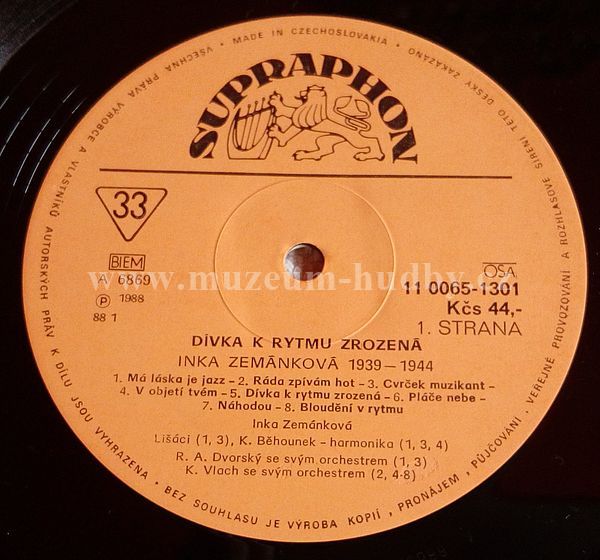 VŠECHNA PRÁVA VÝROBCE A VLASTNÍKŮ AUTORSKÝCH PRÁV K DÍLU JSOU VYHRAZENA • BEZ SOUHLASU JE VÝROBA KOPIÍ, PRONÁJEM, PŮJČOVÁNÍ, VEŘEJNÉ PROVOZOVÁNÍ A ROZHLASOVÉ ŠÍŘENÍ TÉTO DESKY ZAKÁZÁNO • MADE IN CZECHOSLOVAKIA •
SUPRAPHON
33
BIEM
A 6869
Ⓟ 1988
88 1
OSA
11 0065-1301
Kčs 44,-
1. STRANA
www.muzeum-hudby.cz
DÍVKA K RYTMU ZROZENÁ
INKA ZEMÁNKOVÁ 1939 – 1944
1. Má láska je jazz – 2. Ráda zpívám hot – 3. Cvrček muzikant –
4. V objetí tvém – 5. Dívka k rytmu zrozená – 6. Pláče nebe –
7. Náhodou – 8. Bloudění v rytmu
Inka Zemánková
Lišáci (1, 3), K. Běhounek – harmonika (1, 3, 4)
R. A. Dvorský se svým orchestrem (1, 3)
K. Vlach se svým orchestrem (2, 4-8)